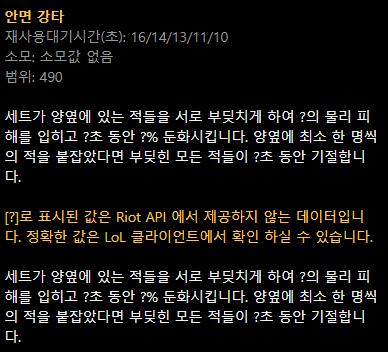 안면 강타
재사용대기시간(초): 16/14/13/11/10
소모: 소모값 없음
범위: 490
세트가 양옆에 있는 적들을 서로 부딪치게 하여 ?의 물리 피
해를 입히고 ?초 동안 ?% 둔화시킵니다. 양옆에 최소 한 명씩
의 적을 붙잡았다면 부딪힌 모든 적들이 ?초 동안 기절합니
다.
[?]로 표시된 값은 Riot API 에서 제공하지 않는 데이터입니
다. 정확한 값은 LoL 클라이언트에서 확인 하실 수 있습니다.
세트가 양옆에 있는 적들을 서로 부딪치게 하여 ?의 물리 피
해를 입히고 ?초 동안 ?% 둔화시킵니다. 양옆에 최소 한 명씩
의 적을 붙잡았다면 부딪힌 모든 적들이 ?초 동안 기절합니
다.